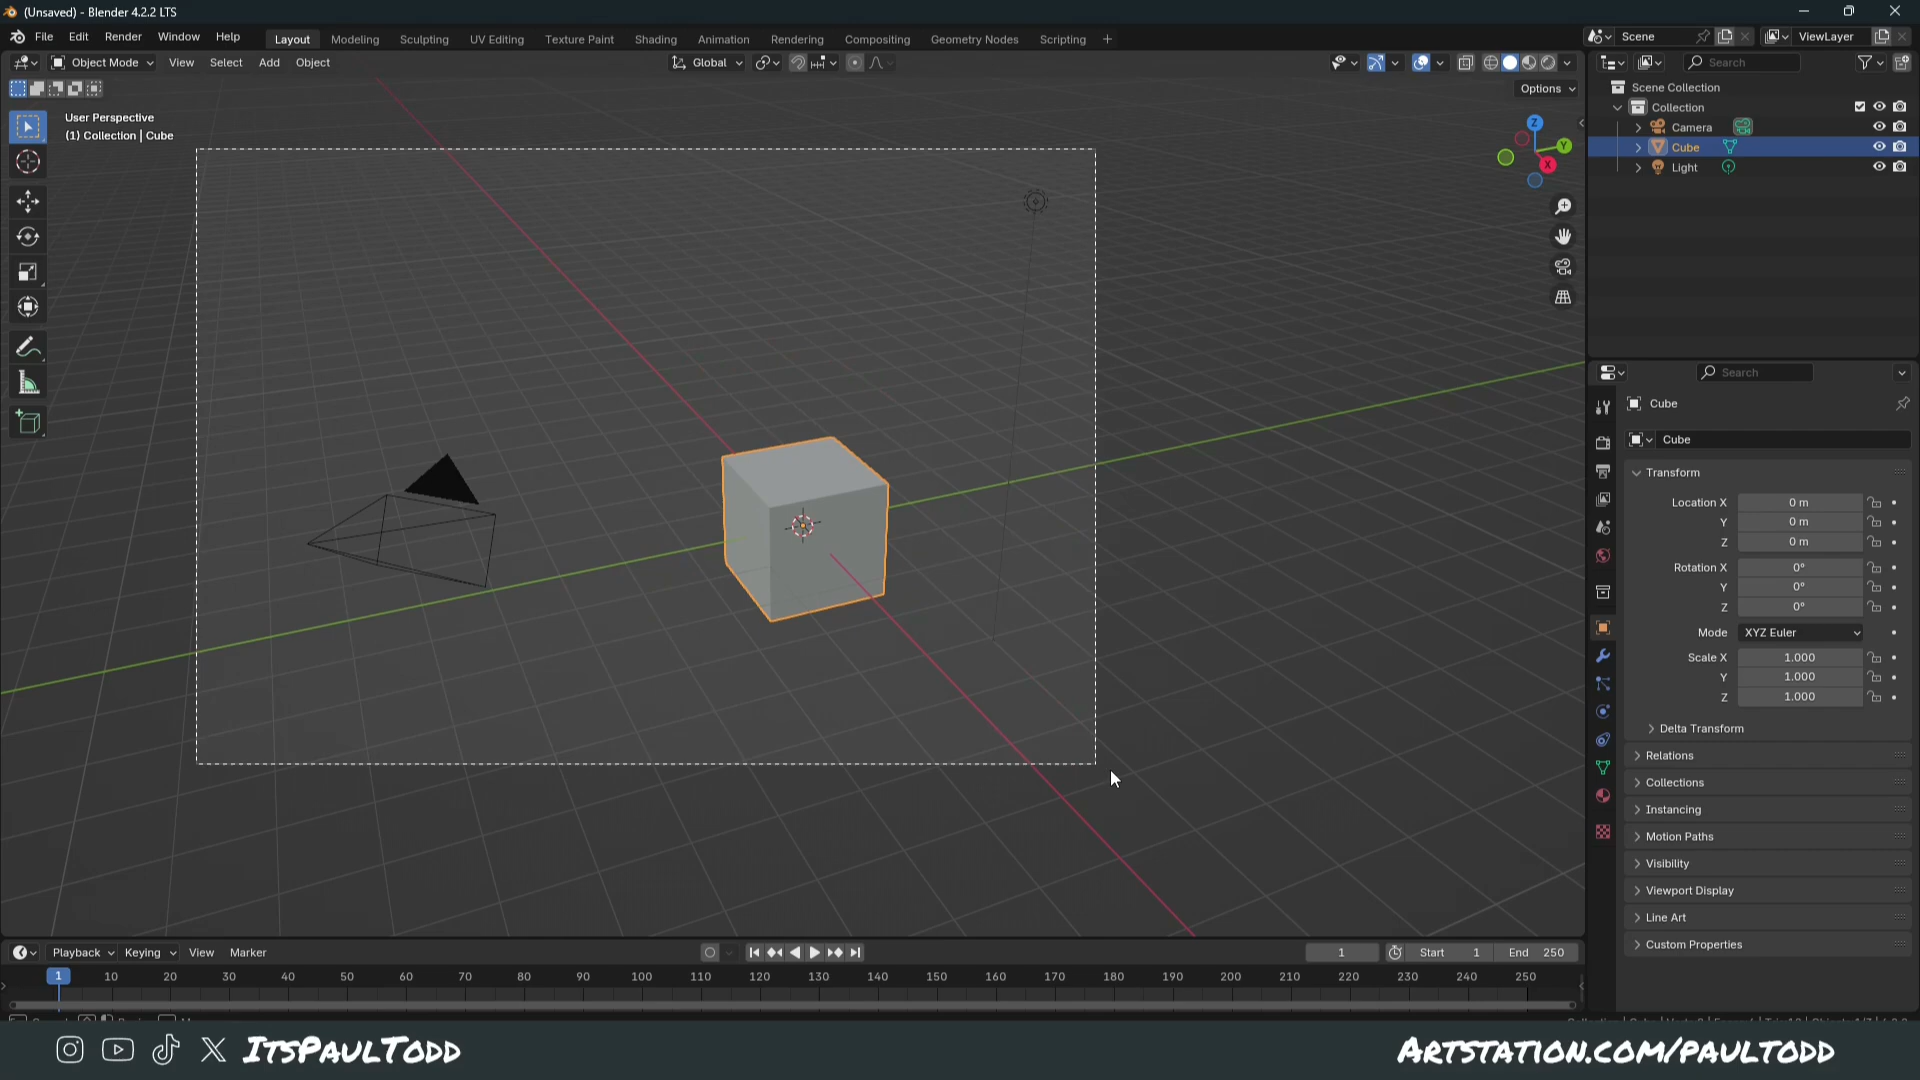 (Unsaved) - Blender 4.2.2 LTS
File Edit Render Window Help Layout Modeling Sculpting UV Editing Texture Paint Shading Animation Rendering Compositing Geometry Nodes Scripting + Scene ViewLayer
Object Mode View Select Add Object Global Search
Options
User Perspective
(1) Collection | Cube
Z
Y
X
Scene Collection
Collection
Camera
Cube
Light
Search
Cube
Cube
Transform
Location X 0 m
Y 0 m
Z 0 m
Rotation X 0°
Y 0°
Z 0°
Mode XYZ Euler
Scale X 1.000
Y 1.000
Z 1.000
Delta Transform
Relations
Collections
Instancing
Motion Paths
Visibility
Viewport Display
Line Art
Custom Properties
Playback Keying View Marker 1 Start 1 End 250
1 10 20 30 40 50 60 70 80 90 100 110 120 130 140 150 160 170 180 190 200 210 220 230 240 250
ItsPaulTodd
Artstation.com/paultodd